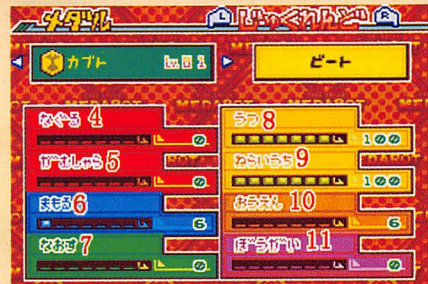 メダル L じゅくれんど R
カブト Lv.01 ビート
なぐる 4 0
がむしゃら 5 0
まもる 6 6
なおす 7 0
うつ 8 100
ねらいうち 9 100
おうえん 10 6
ぼうがい 11 0